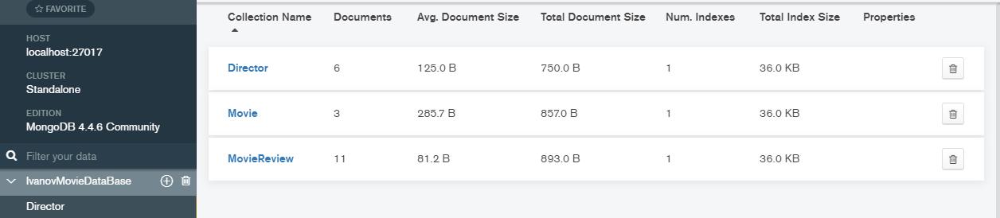 FAVORITE
HOST
localhost:27017
CLUSTER
Standalone
EDITION
MongoDB 4.4.6 Community
Filter your data
IvanovMovieDataBase
Director
Collection Name Documents Avg. Document Size Total Document Size Num. Indexes Total Index Size Properties
Director 6 125.0 B 750.0 B 1 36.0 KB
Movie 3 285.7 B 857.0 B 1 36.0 KB
MovieReview 11 81.2 B 893.0 B 1 36.0 KB